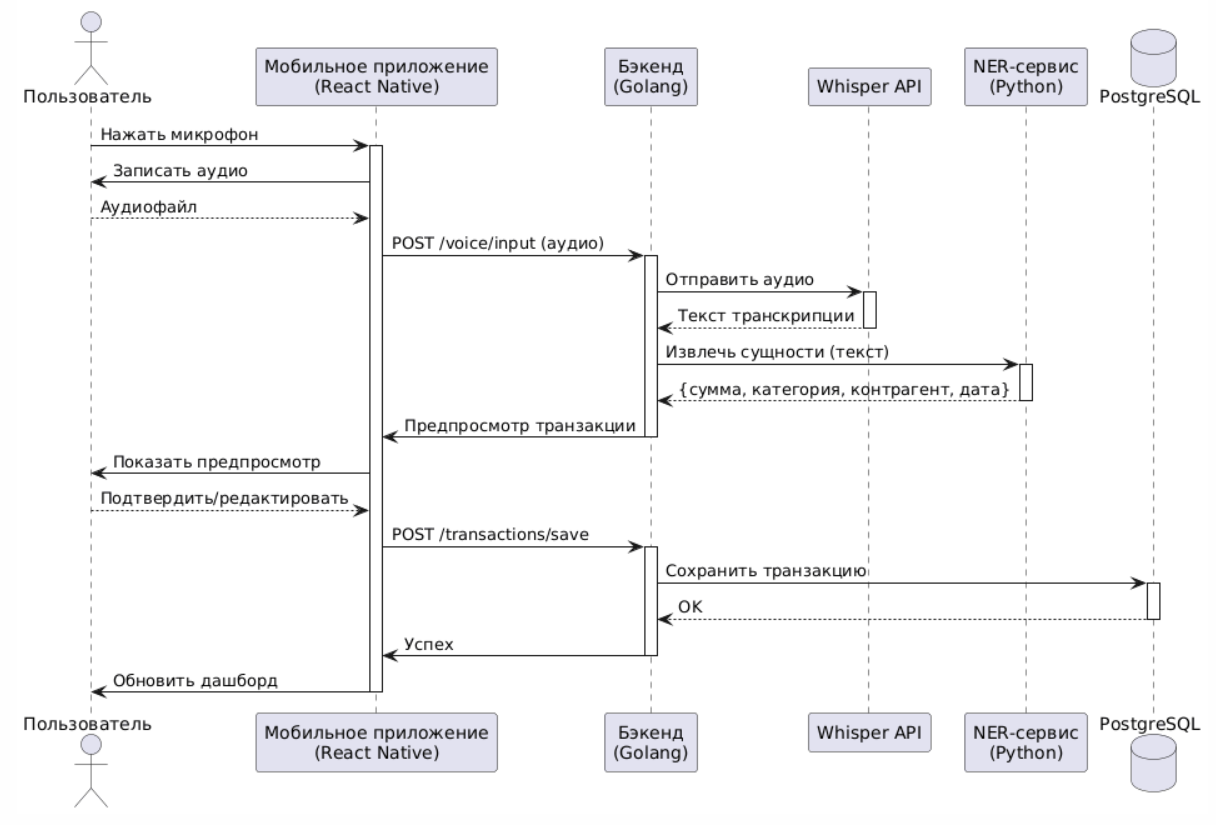 Пользователь
Мобильное приложение
(React Native)
Бэкенд
(Golang)
Whisper API
NER-сервис
(Python)
PostgreSQL
Нажать микрофон
Записать аудио
Аудиофайл
POST /voice/input (аудио)
Отправить аудио
Текст транскрипции
Извлечь сущности (текст)
{сумма, категория, контрагент, дата}
Предпросмотр транзакции
Показать предпросмотр
Подтвердить/редактировать
POST /transactions/save
Сохранить транзакцию
OK
Успех
Обновить дашборд
Пользователь
Мобильное приложение
(React Native)
Бэкенд
(Golang)
Whisper API
NER-сервис
(Python)
PostgreSQL